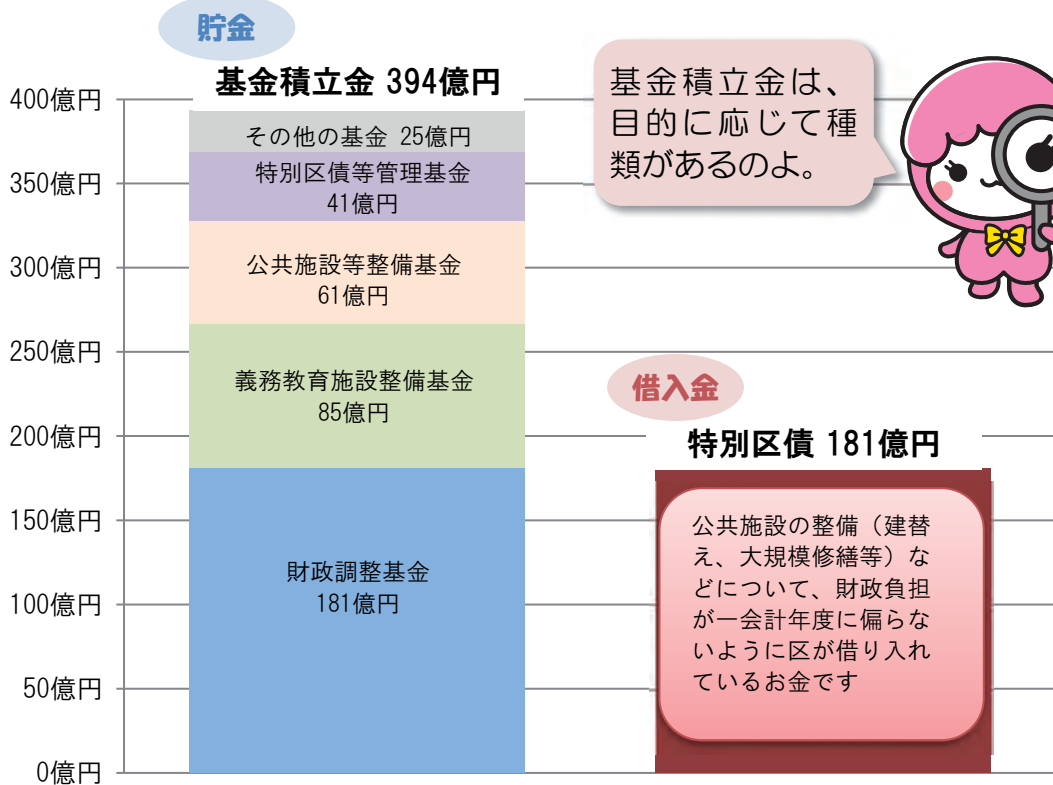 貯金
基金積立金 394億円
基金積立金は、
目的に応じて種
類があるのよ。
400億円
350億円
300億円
250億円
200億円
150億円
100億円
50億円
0億円
その他の基金 25億円
特別区債等管理基金
41億円
公共施設等整備基金
61億円
義務教育施設整備基金
85億円
財政調整基金
181億円
借入金
特別区債 181億円
公共施設の整備（建替
え、大規模修繕等）な
どについて、財政負担
が一会計年度に偏らな
いように区が借り入れ
ているお金です